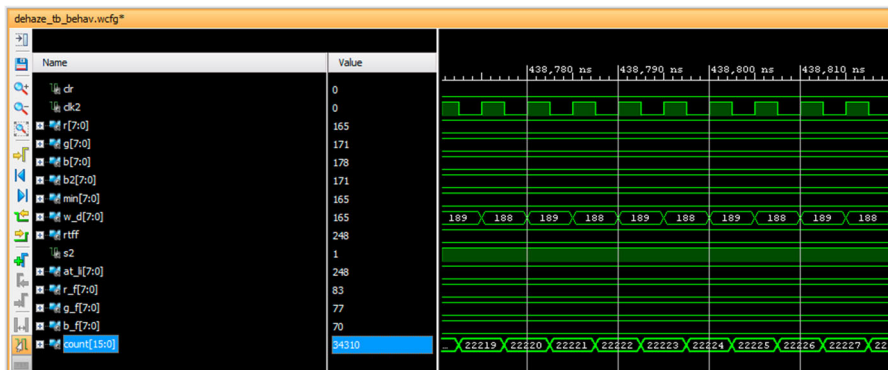 dehaze_tb_behav.wcfg*
Name Value
438,780 ns 438,790 ns 438,800 ns 438,810 ns
clr 0
clk2 0
r[7:0] 165
g[7:0] 171
b[7:0] 178
b2[7:0] 171
min[7:0] 165
w_d[7:0] 165 189 188 189 188 189 188 189 188 189 188
rtff 248
s2 1
at_li[7:0] 248
r_f[7:0] 83
g_f[7:0] 77
b_f[7:0] 70
count[15:0] 34310 22219 22220 22221 22222 22223 22224 22225 22226 22227 22